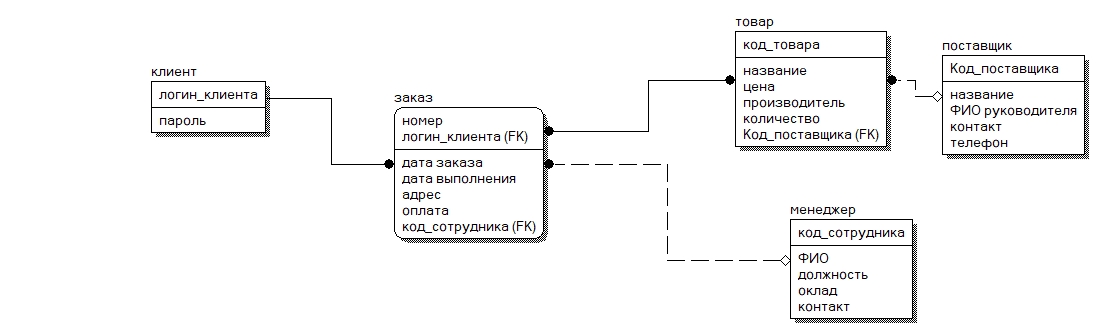 клиент
логин_клиента
пароль
заказ
номер
логин_клиента (FK)
дата заказа
дата выполнения
адрес
оплата
код_сотрудника (FK)
товар
код_товара
название
цена
производитель
количество
Код_поставщика (FK)
поставщик
Код_поставщика
название
ФИО руководителя
контакт
телефон
менеджер
код_сотрудника
ФИО
должность
оклад
контакт